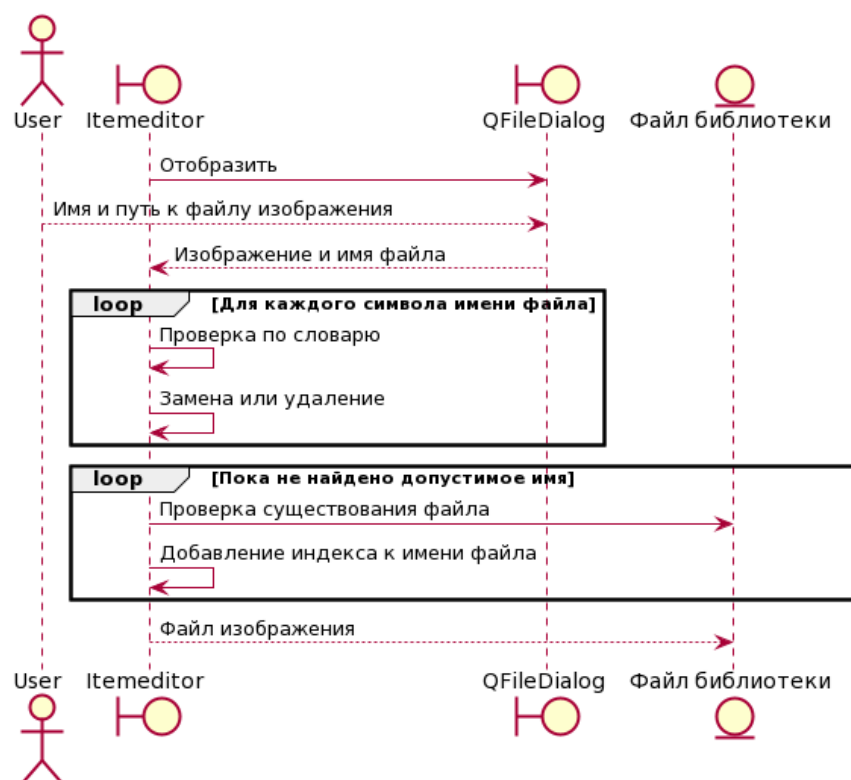 User Itemeditor QFileDialog Файл библиотеки
Отобразить
Имя и путь к файлу изображения
Изображение и имя файла
loop [Для каждого символа имени файла]
Проверка по словарю
Замена или удаление
loop [Пока не найдено допустимое имя]
Проверка существования файла
Добавление индекса к имени файла
Файл изображения
User Itemeditor QFileDialog Файл библиотеки